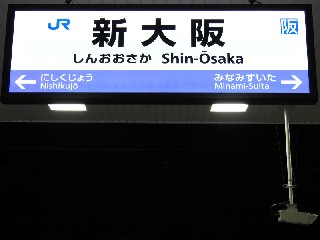 JR 新大阪 阪
しんおおさか Shin-Ōsaka
にしくじょう みなみすいた
Nishikujō Minami-Suita